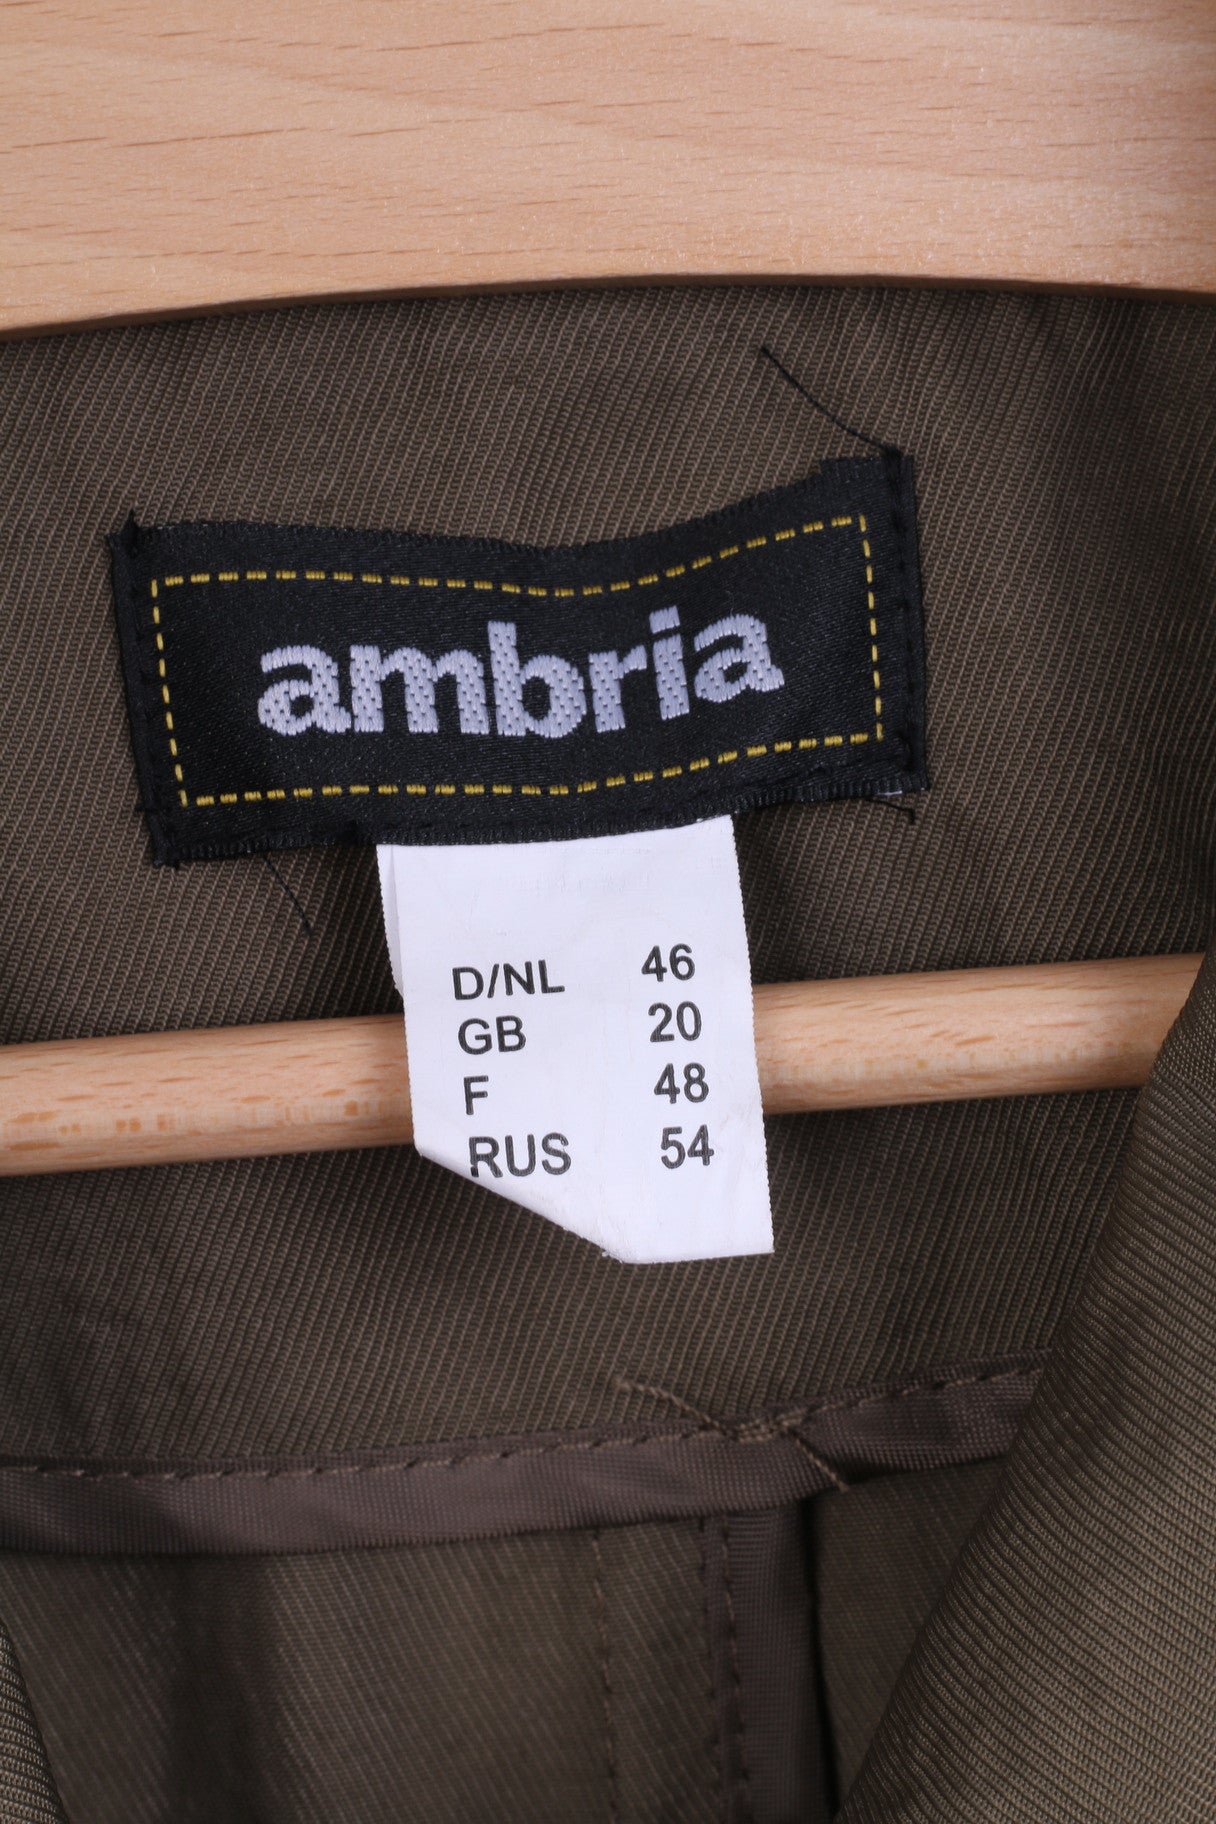 ambria
D/NL 46
GB 20
F 48
RUS 54